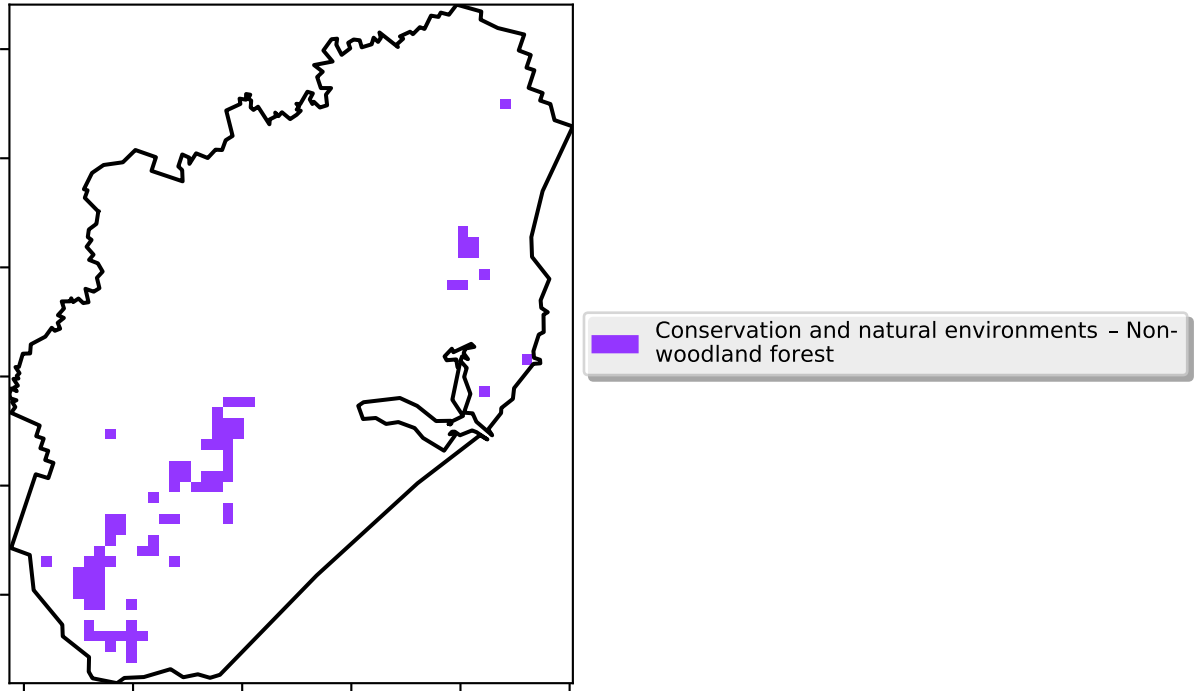 Conservation and natural environments – Non-
woodland forest